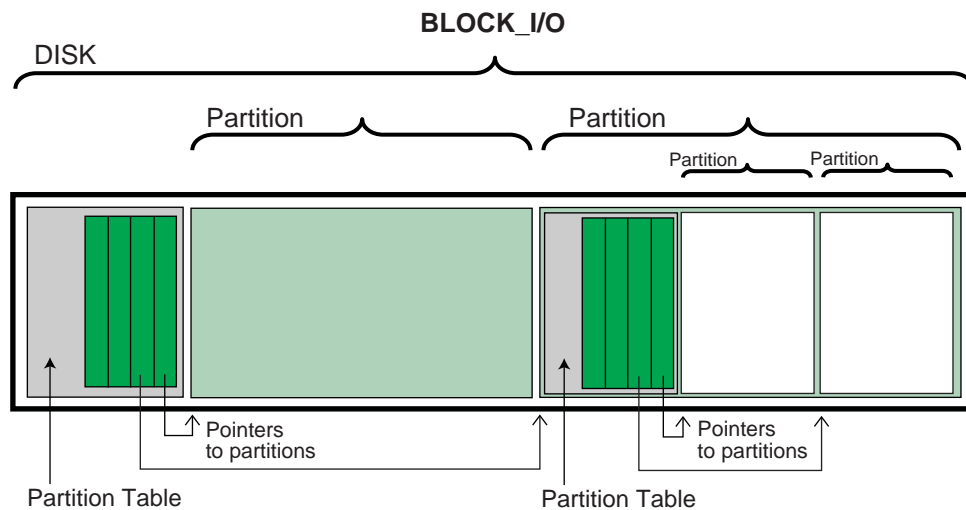 BLOCK_I/O
DISK
Partition
Partition
Partition
Partition
Pointers
to partitions
Pointers
to partitions
Partition Table
Partition Table